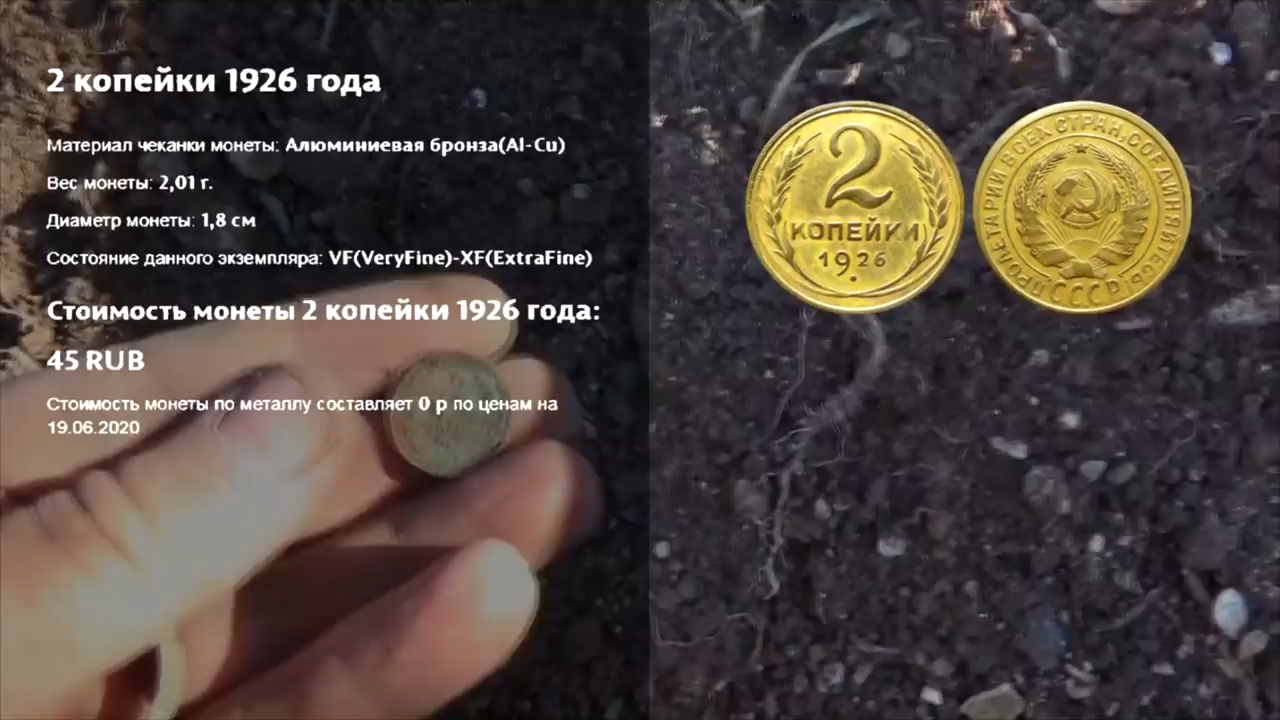 2 копейки 1926 года
Материал чеканки монеты: Алюминиевая бронза(Al-Cu)
Вес монеты: 2,01 г.
Диаметр монеты: 1,8 см
Состояние данного экземпляра: VF(VeryFine)-XF(ExtraFine)
Стоимость монеты 2 копейки 1926 года:
45 RUB
Стоимость монеты по металлу составляет 0 р по ценам на
19.06.2020
2
КОПЕЙКИ
1926
ПРОЛЕТАРИИ ВСЕХ СТРАН, СОЕДИНЯЙТЕСЬ!
СССР